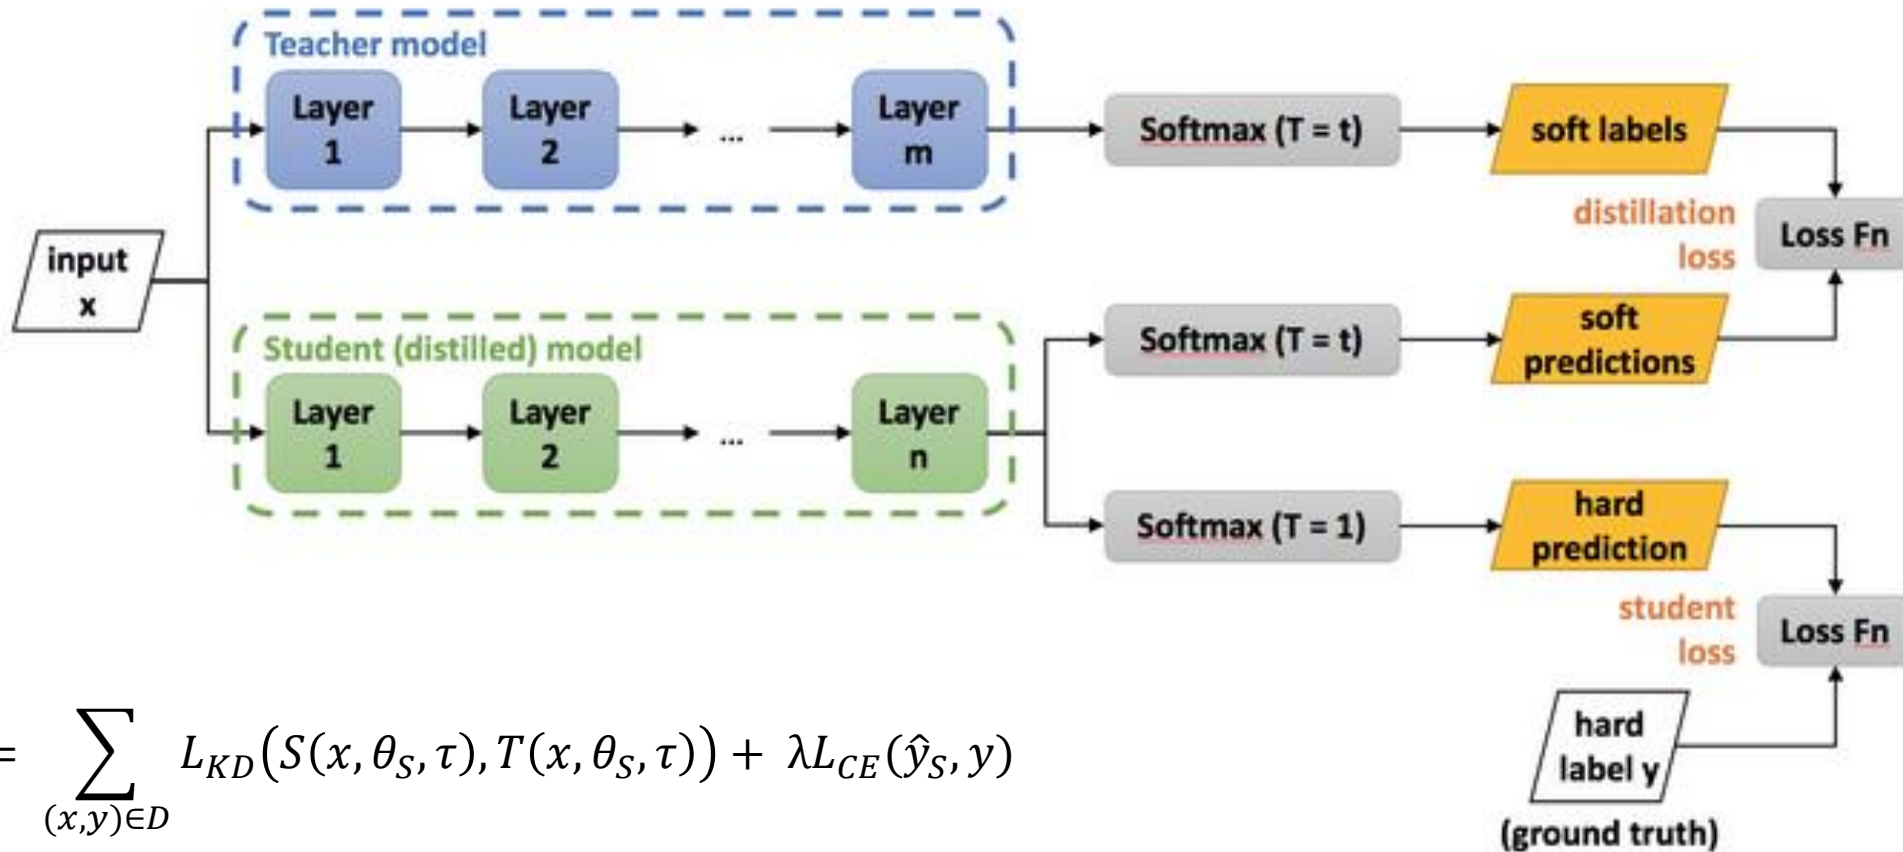 Teacher model
Layer
1
Layer
2
...
Layer
m
Softmax (T = t)
soft labels
distillation
loss
Loss Fn
input
x
Student (distilled) model
Layer
1
Layer
2
...
Layer
n
Softmax (T = t)
soft
predictions
Softmax (T = 1)
hard
prediction
student
loss
Loss Fn
hard
label y
(ground truth)
= ∑ L_{KD}(S(x, θ_S, τ), T(x, θ_S, τ)) + λL_{CE}(ŷ_S, y)
(x,y)∈D